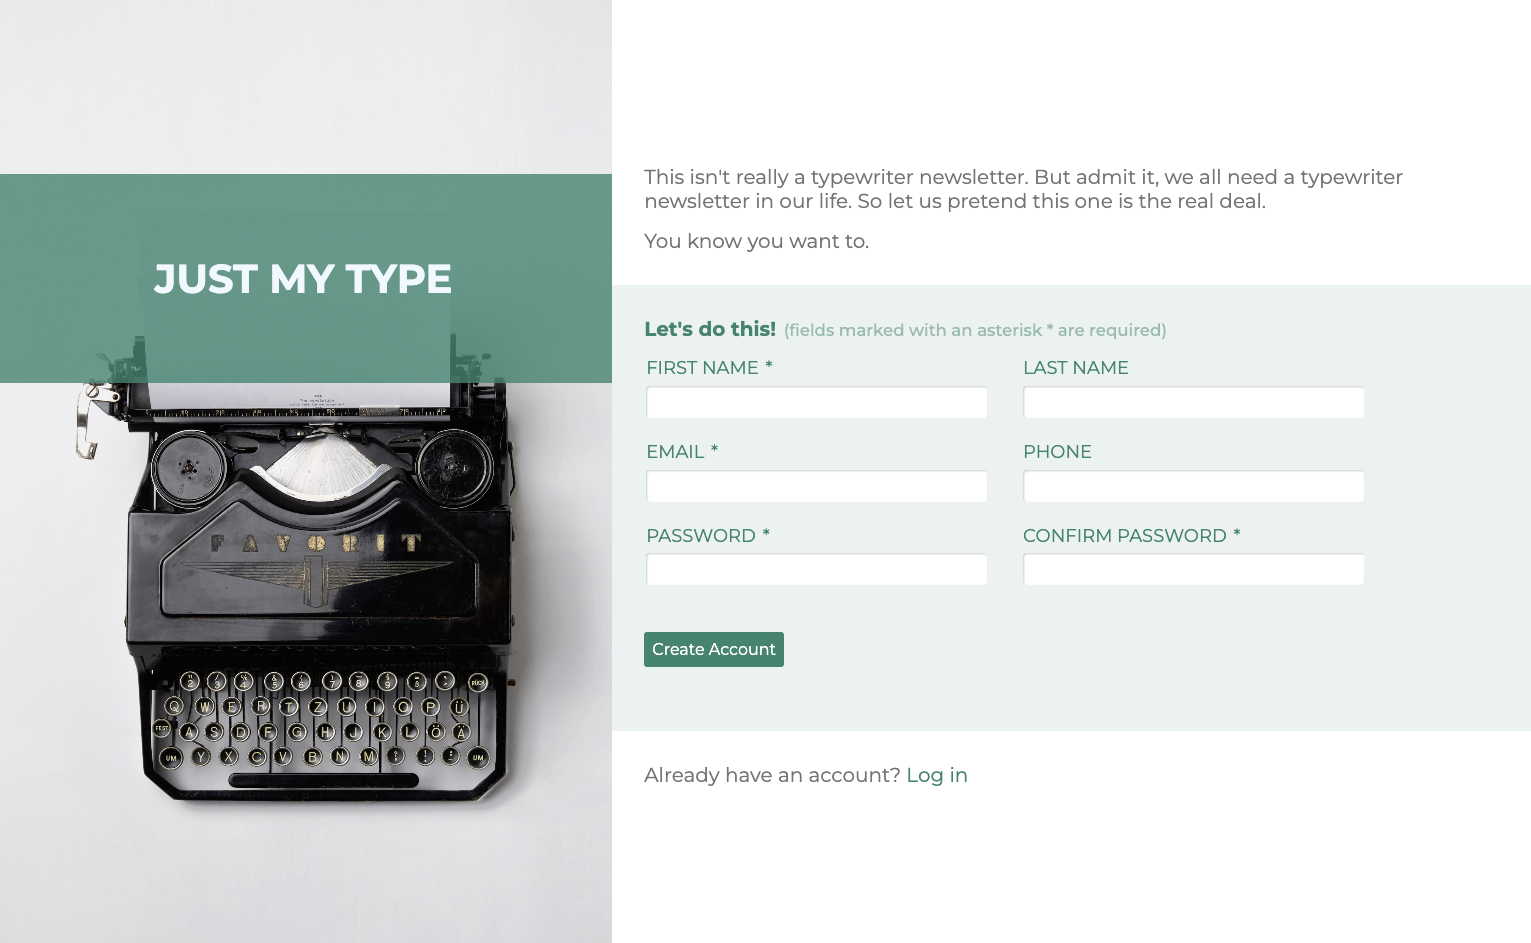 JUST MY TYPE
FAVORIT
Q W E R T Z U I O P Ü
FEST A S D F G H J K L Ö Ä
UM Y X C V B N M UM
This isn't really a typewriter newsletter. But admit it, we all need a typewriter
newsletter in our life. So let us pretend this one is the real deal.
You know you want to.
Let's do this! (fields marked with an asterisk * are required)
FIRST NAME *
LAST NAME
EMAIL *
PHONE
PASSWORD *
CONFIRM PASSWORD *
Create Account
Already have an account? Log in